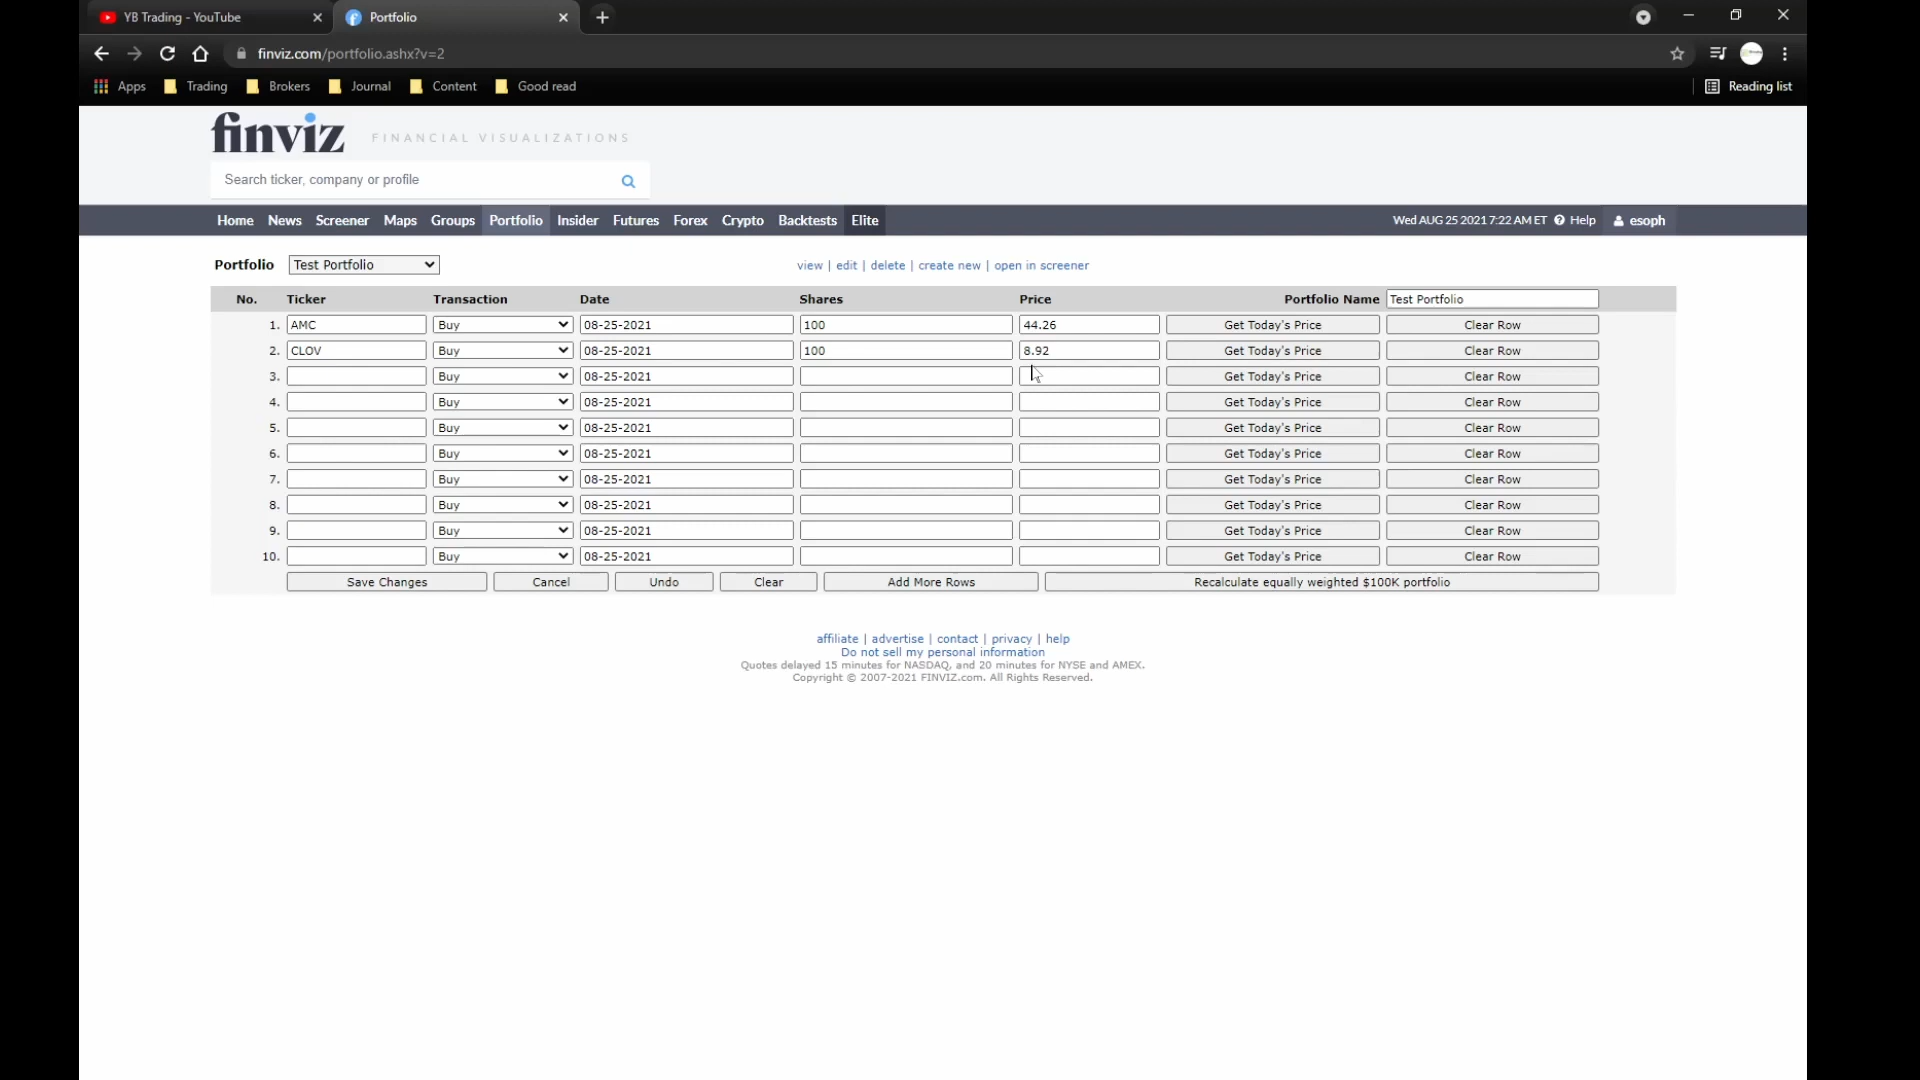 YB Trading - YouTube
Portfolio
finviz.com/portfolio.ashx?v=2
Apps Trading Brokers Journal Content Good read Reading list
finviz FINANCIAL VISUALIZATIONS
Search ticker, company or profile
Home News Screener Maps Groups Portfolio Insider Futures Forex Crypto Backtests Elite Wed AUG 25 2021 7:22 AM ET Help esoph
Portfolio Test Portfolio view | edit | delete | create new | open in screener
No. Ticker Transaction Date Shares Price Portfolio Name Test Portfolio
1. AMC Buy 08-25-2021 100 44.26 Get Today's Price Clear Row
2. CLOV Buy 08-25-2021 100 8.92 Get Today's Price Clear Row
3. Buy 08-25-2021 Get Today's Price Clear Row
4. Buy 08-25-2021 Get Today's Price Clear Row
5. Buy 08-25-2021 Get Today's Price Clear Row
6. Buy 08-25-2021 Get Today's Price Clear Row
7. Buy 08-25-2021 Get Today's Price Clear Row
8. Buy 08-25-2021 Get Today's Price Clear Row
9. Buy 08-25-2021 Get Today's Price Clear Row
10. Buy 08-25-2021 Get Today's Price Clear Row
Save Changes Cancel Undo Clear Add More Rows Recalculate equally weighted $100K portfolio
affiliate | advertise | contact | privacy | help
Do not sell my personal information
Quotes delayed 15 minutes for NASDAQ, and 20 minutes for NYSE and AMEX.
Copyright © 2007-2021 FINVIZ.com. All Rights Reserved.